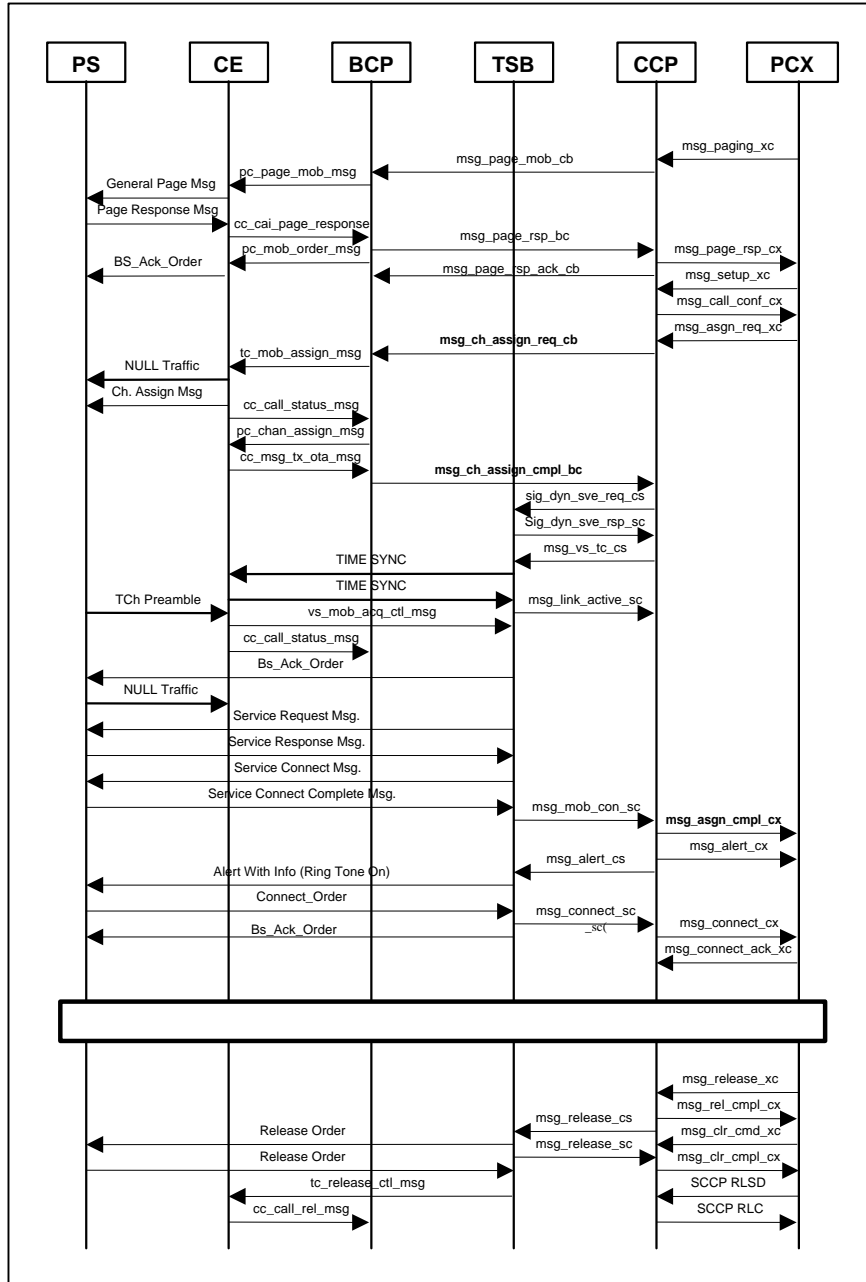 PS CE BCP TSB CCP PCX
msg_paging_xc
msg_page_mob_cb
pc_page_mob_msg
General Page Msg
Page Response Msg
cc_cai_page_response
msg_page_rsp_bc
pc_mob_order_msg
msg_page_rsp_cx
BS_Ack_Order
msg_page_rsp_ack_cb
msg_setup_xc
msg_call_conf_cx
msg_asgn_req_xc
msg_ch_assign_req_cb
tc_mob_assign_msg
NULL Traffic
Ch. Assign Msg
cc_call_status_msg
pc_chan_assign_msg
cc_msg_tx_ota_msg
msg_ch_assign_cmpl_bc
sig_dyn_sve_req_cs
Sig_dyn_sve_rsp_sc
msg_vs_tc_cs
TIME SYNC
TIME SYNC
TCh Preamble
vs_mob_acq_ctl_msg
msg_link_active_sc
cc_call_status_msg
Bs_Ack_Order
NULL Traffic
Service Request Msg.
Service Response Msg.
Service Connect Msg.
Service Connect Complete Msg.
msg_mob_con_sc
msg_asgn_cmpl_cx
msg_alert_cx
msg_alert_cs
Alert With Info (Ring Tone On)
Connect_Order
msg_connect_sc
_sc(
msg_connect_cx
Bs_Ack_Order
msg_connect_ack_xc
msg_release_xc
msg_rel_cmpl_cx
msg_release_cs
Release Order
msg_clr_cmd_xc
msg_release_sc
Release Order
msg_clr_cmpl_cx
tc_release_ctl_msg
SCCP RLSD
cc_call_rel_msg
SCCP RLC